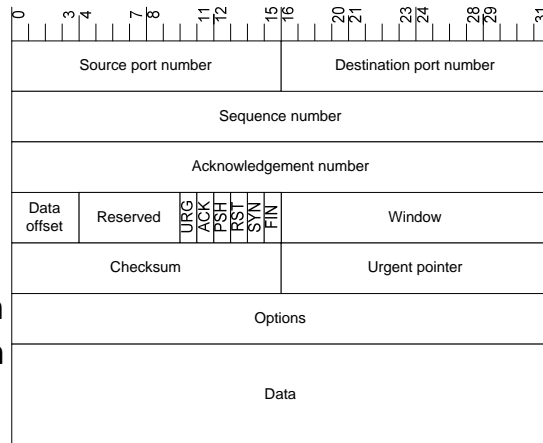 0 3 4 7 8 11 12 15 16 20 21 23 24 28 29 31
Source port number Destination port number
Sequence number
Acknowledgement number
Data offset Reserved URG ACK PSH RST SYN FIN Window
Checksum Urgent pointer
Options
Data